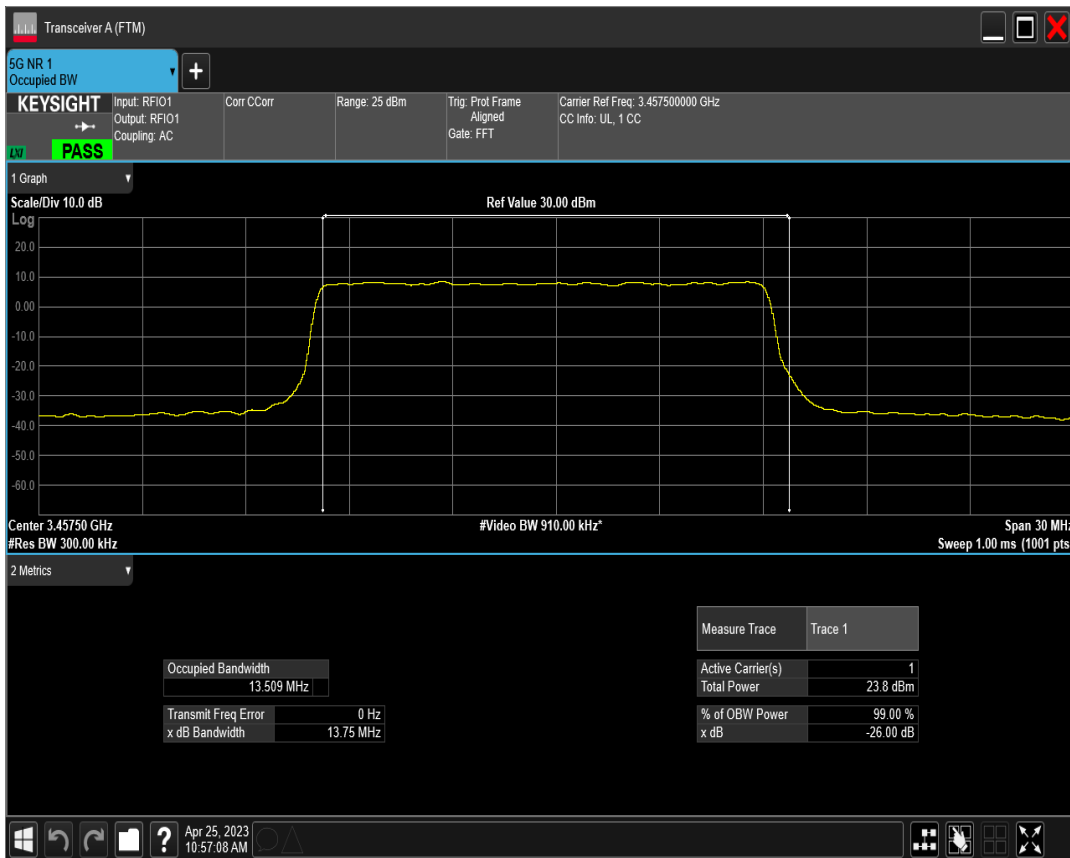 Transceiver A (FTM)
5G NR 1
Occupied BW
+
KEYSIGHT
LXI
PASS
Input: RFIO1
Output: RFIO1
Coupling: AC
Corr CCorr
Range: 25 dBm
Trig: Prot Frame
Aligned
Gate: FFT
Carrier Ref Freq: 3.457500000 GHz
CC Info: UL, 1 CC
1 Graph
Scale/Div 10.0 dB
Ref Value 30.00 dBm
Log
20.0
10.0
0.00
-10.0
-20.0
-30.0
-40.0
-50.0
-60.0
Center 3.45750 GHz
#Video BW 910.00 kHz*
Span 30 MHz
#Res BW 300.00 kHz
Sweep 1.00 ms (1001 pts
2 Metrics
Measure Trace Trace 1
Occupied Bandwidth
13.509 MHz
Active Carrier(s) 1
Total Power 23.8 dBm
Transmit Freq Error 0 Hz
x dB Bandwidth 13.75 MHz
% of OBW Power 99.00 %
x dB -26.00 dB
?
Apr 25, 2023
10:57:08 AM